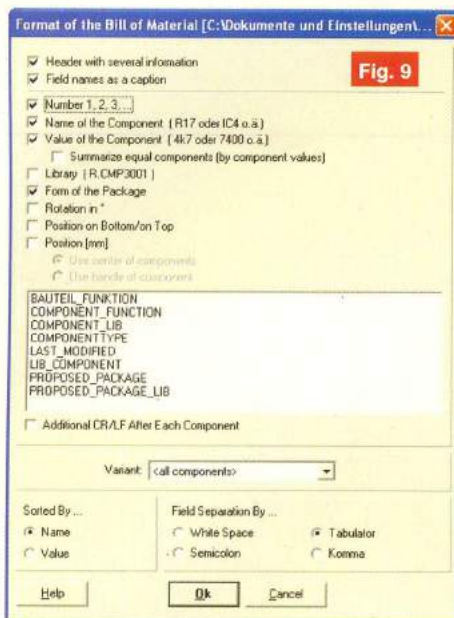 Format of the Bill of Material [C:\Dokumente und Einstellungen\...
Fig. 9
Header with several information
Field names as a caption
Number 1, 2, 3, ...
Name of the Component ( R17 oder IC4 o.ä.)
Value of the Component ( 4k7 oder 7400 o.ä.)
Summarize equal components (by component values)
Library ( R,CMP3001 )
Form of the Package
Rotation in °
Position on Bottom/on Top
Position [mm]
Use center of components
Use handle of component
BAUTEIL_FUNKTION
COMPONENT_FUNCTION
COMPONENT_LIB
COMPONENTTYPE
LAST_MODIFIED
LIB_COMPONENT
PROPOSED_PACKAGE
PROPOSED_PACKAGE_LIB
Additional CR/LF After Each Component
Variant: <all components>
Sorted By ...
Name
Value
Field Separation By ...
White Space
Tabulator
Semicolon
Komma
Help
Ok
Cancel